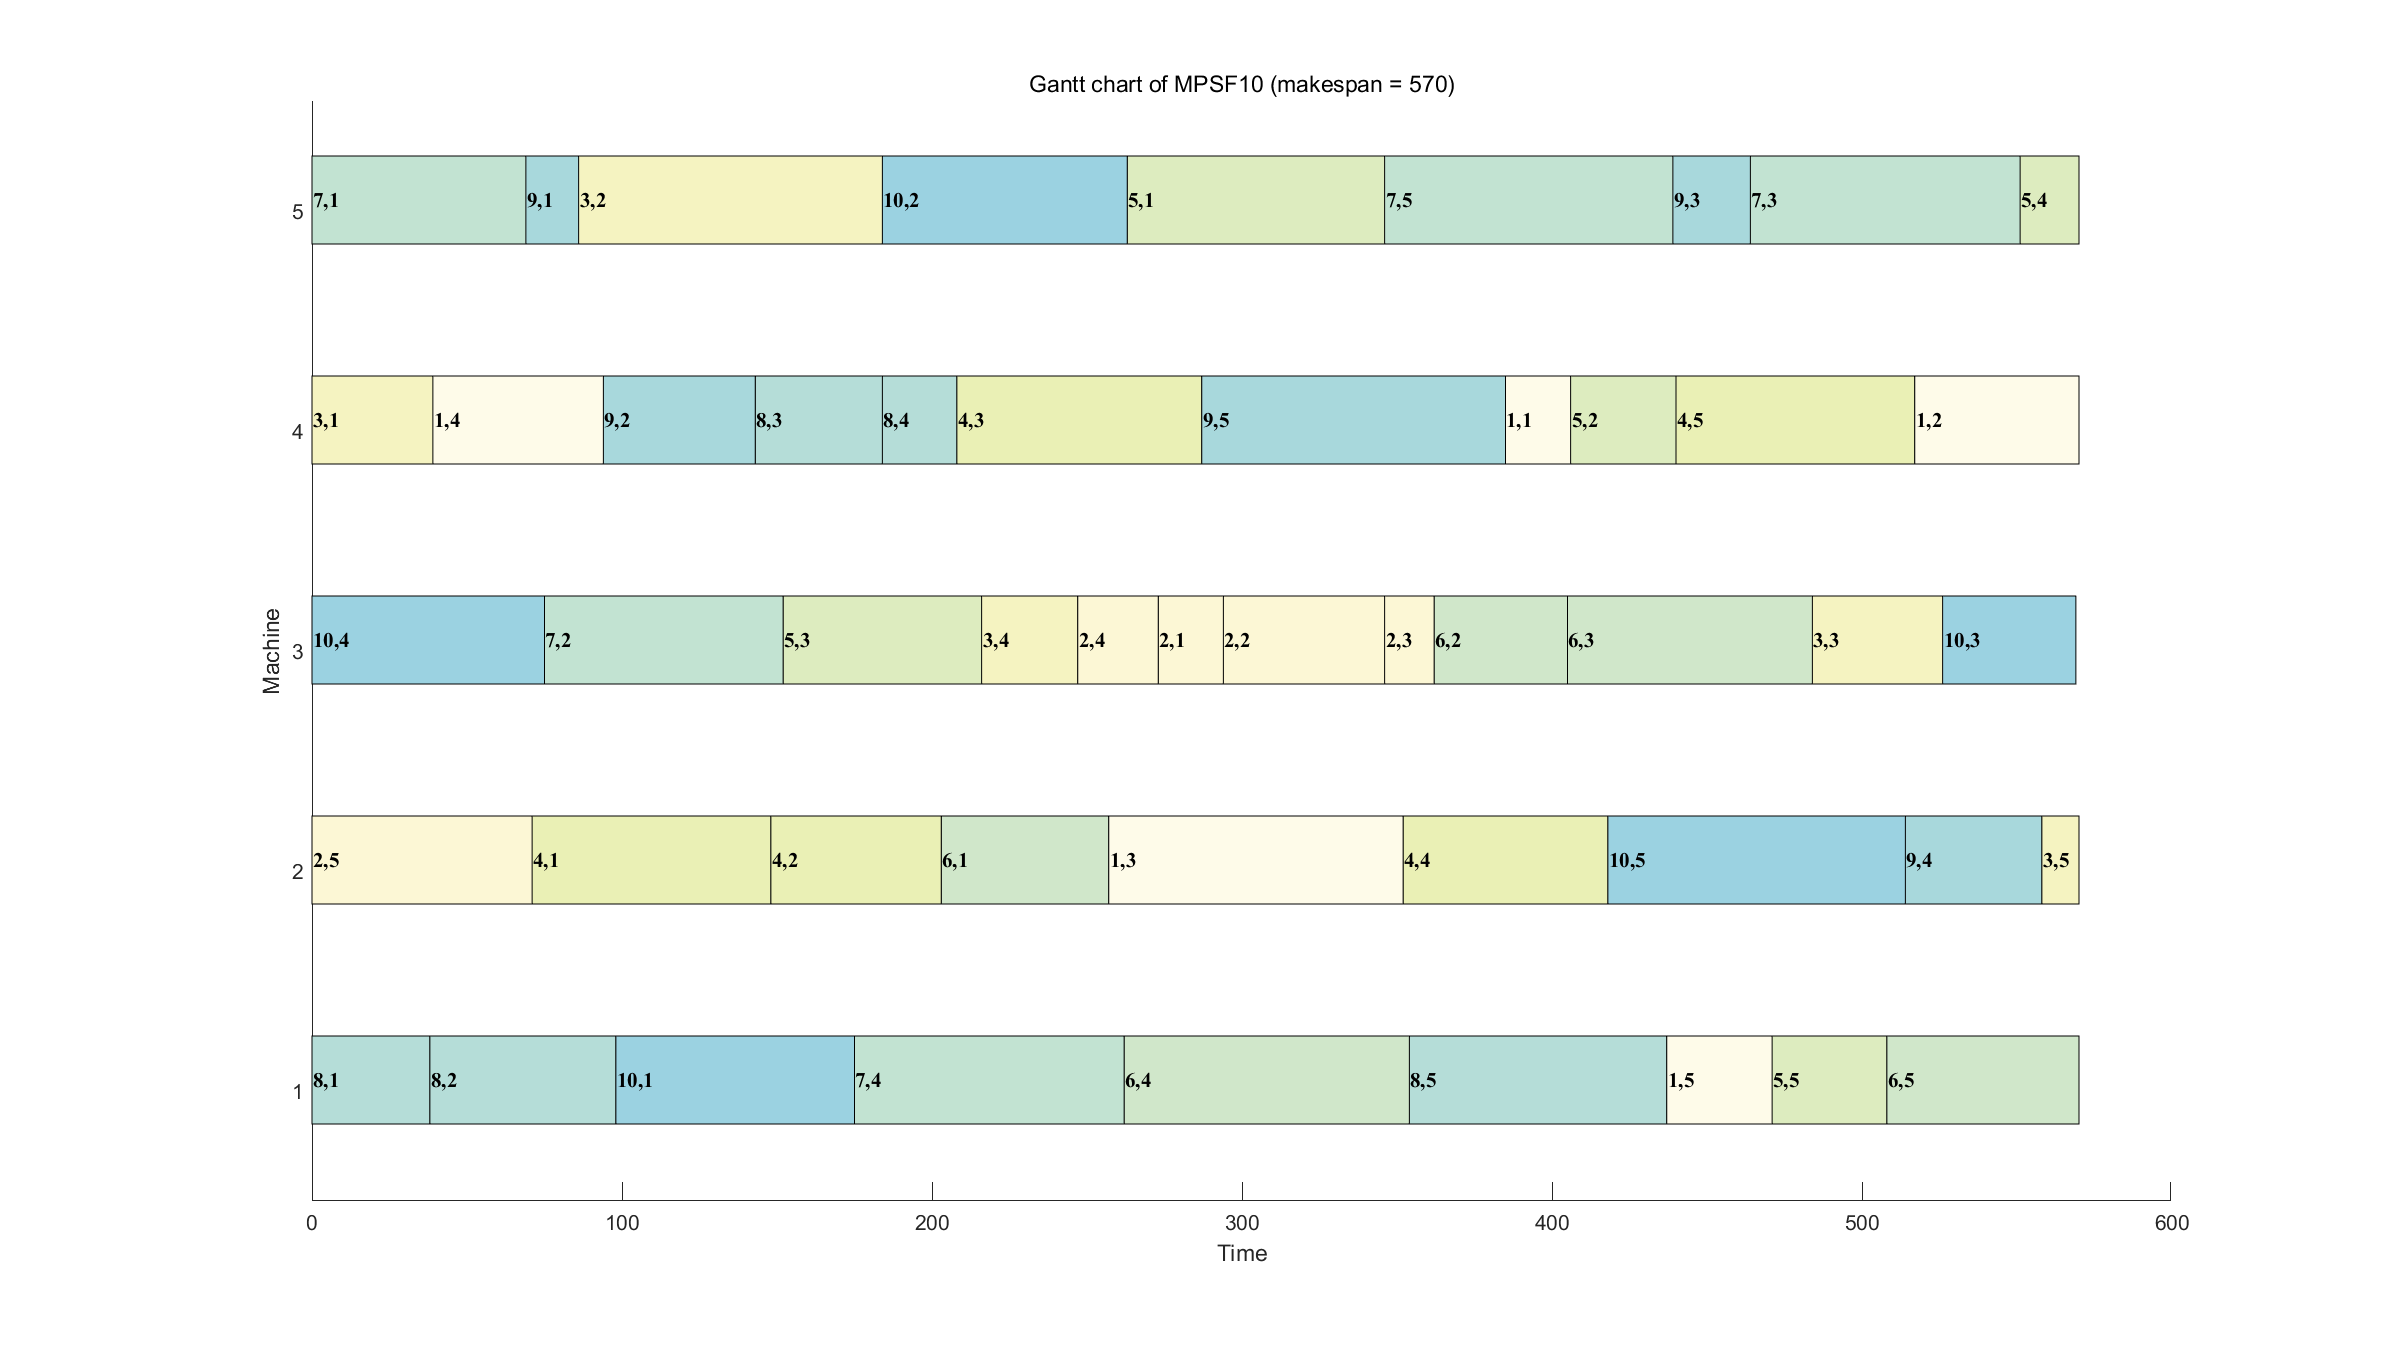 Gantt chart of MPSF10 (makespan = 570)
5
7,1 9,1 3,2 10,2 5,1 7,5 9,3 7,3 5,4
4
3,1 1,4 9,2 8,3 8,4 4,3 9,5 1,1 5,2 4,5 1,2
Machine
3
10,4 7,2 5,3 3,4 2,4 2,1 2,2 2,3 6,2 6,3 3,3 10,3
2
2,5 4,1 4,2 6,1 1,3 4,4 10,5 9,4 3,5
1
8,1 8,2 10,1 7,4 6,4 8,5 1,5 5,5 6,5
0 100 200 300 400 500 600
Time